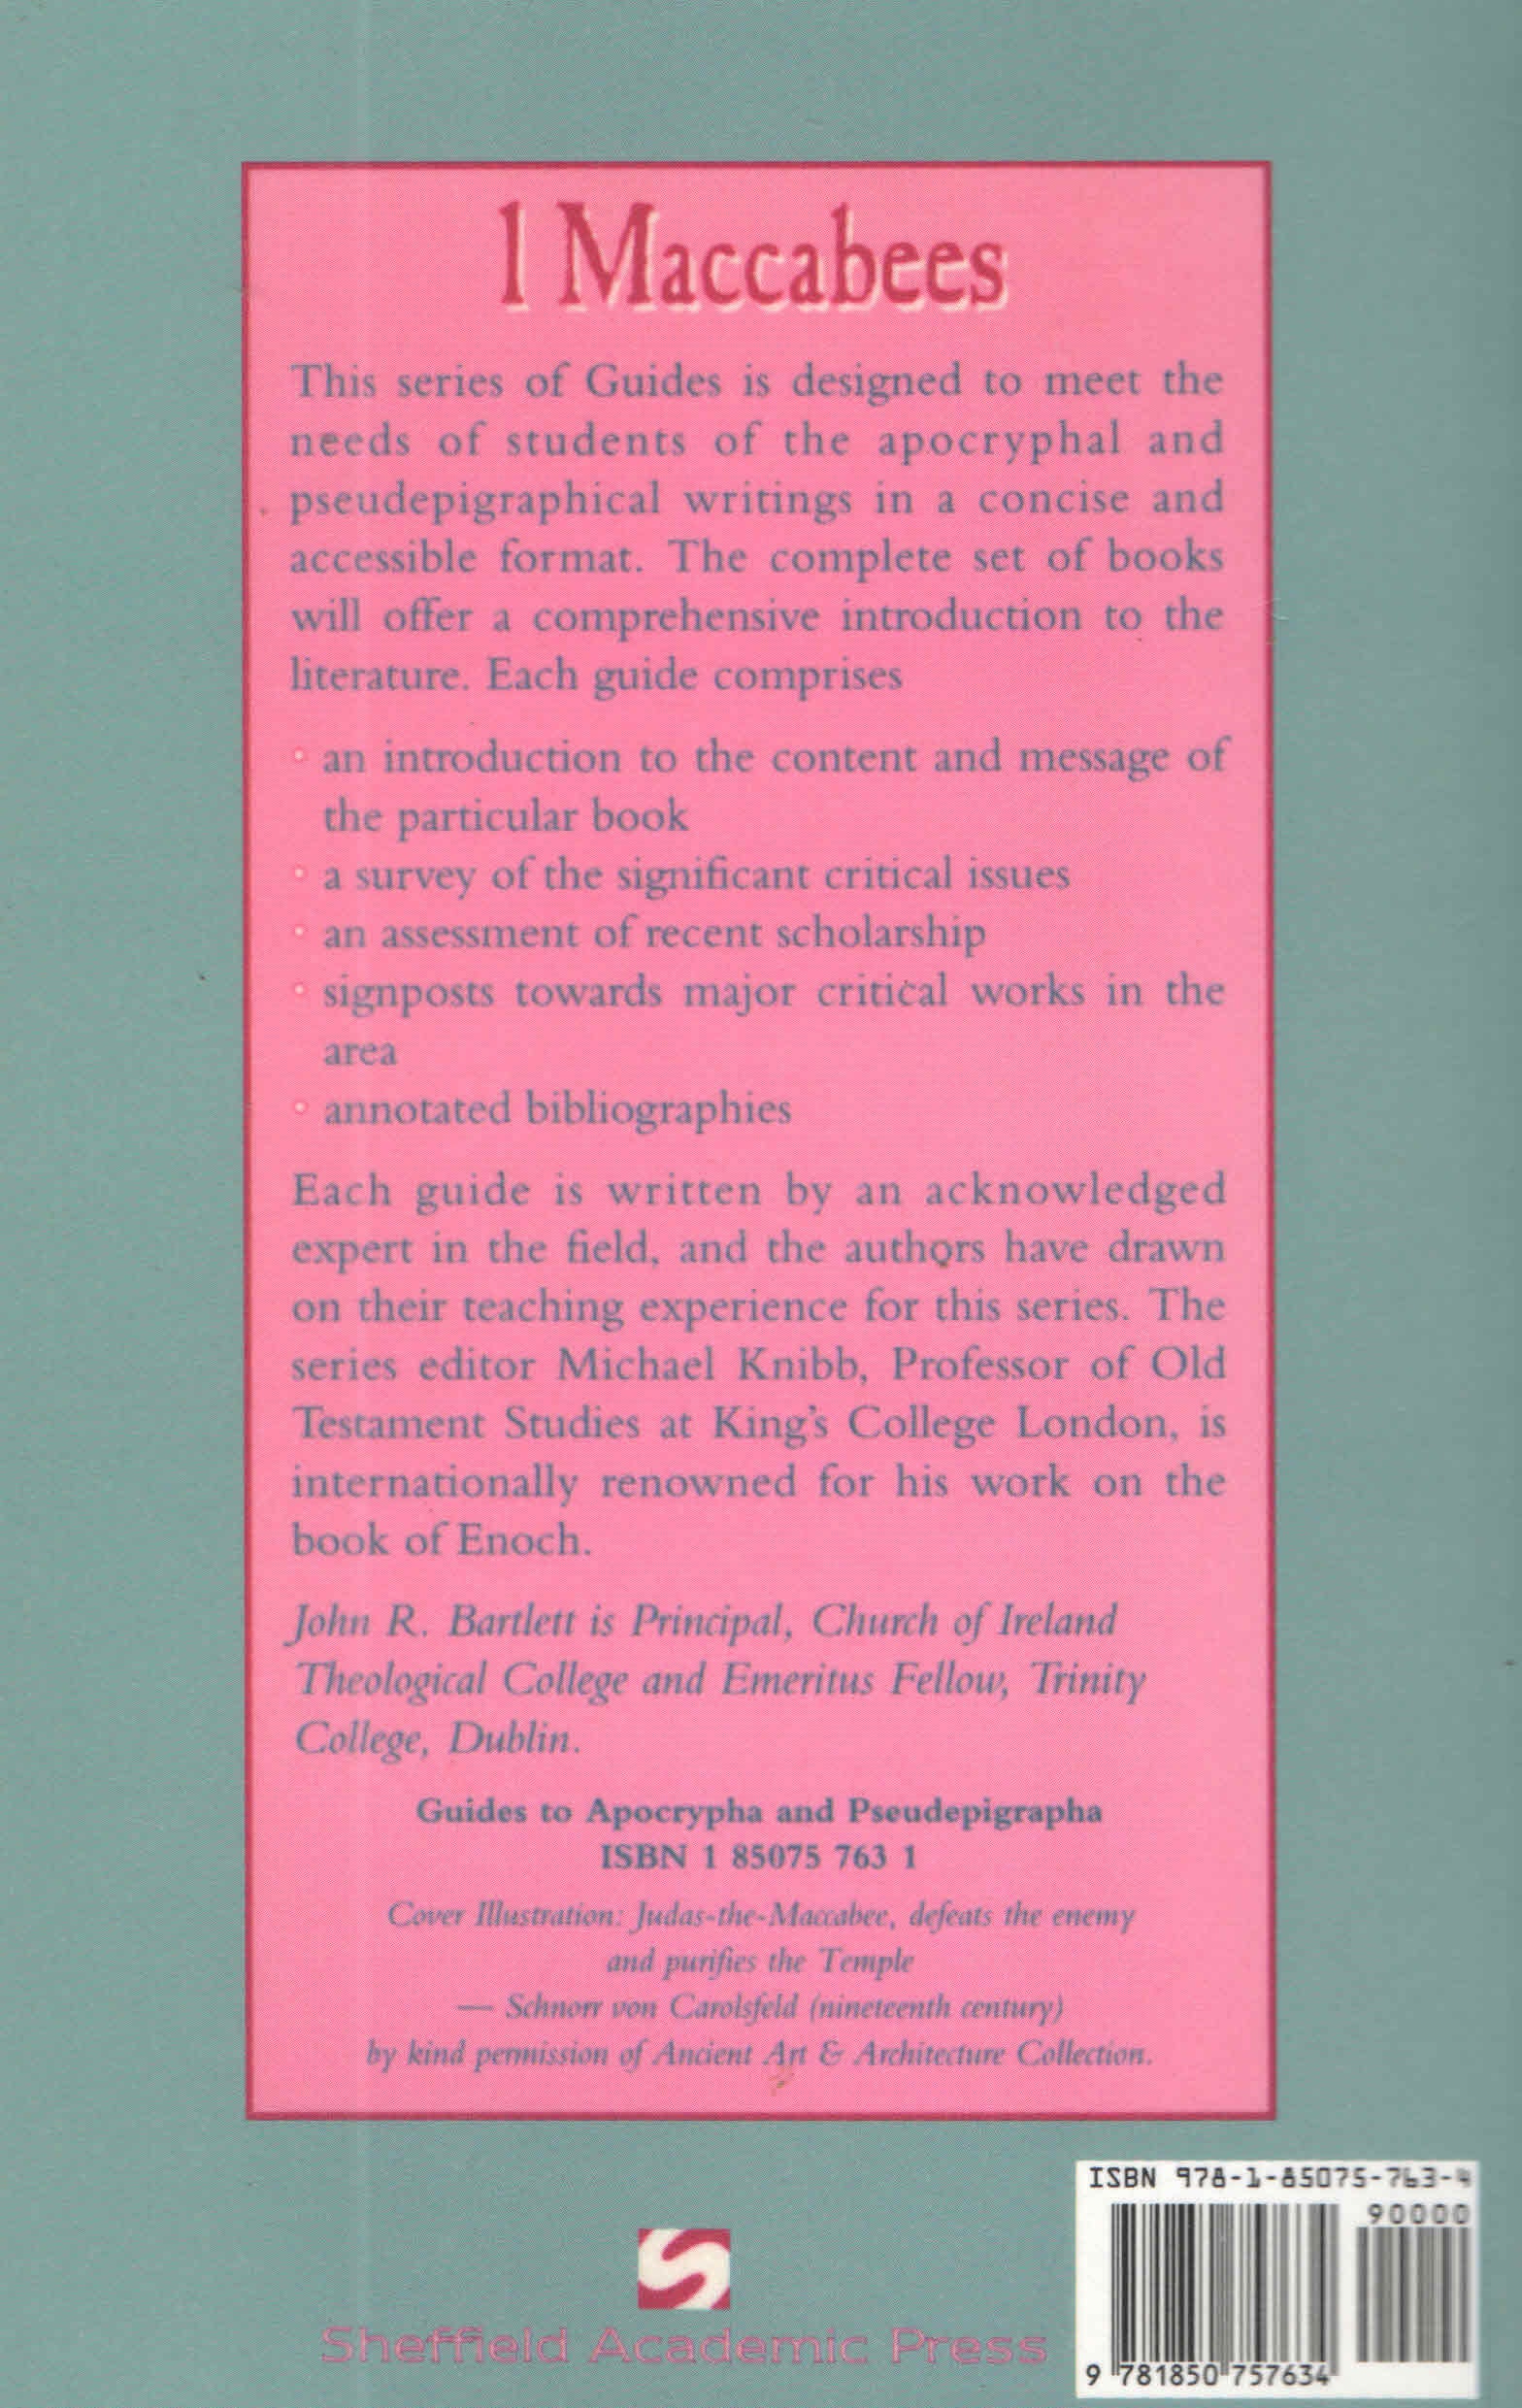 1 Maccabees
This series of Guides is designed to meet the
needs of students of the apocryphal and
pseudepigraphical writings in a concise and
accessible format. The complete set of books
will offer a comprehensive introduction to the
literature. Each guide comprises
◦ an introduction to the content and message of
the particular book
◦ a survey of the significant critical issues
◦ an assessment of recent scholarship
◦ signposts towards major critical works in the
area
◦ annotated bibliographies
Each guide is written by an acknowledged
expert in the field, and the authors have drawn
on their teaching experience for this series. The
series editor Michael Knibb, Professor of Old
Testament Studies at King's College London, is
internationally renowned for his work on the
book of Enoch.
John R. Bartlett is Principal, Church of Ireland
Theological College and Emeritus Fellow, Trinity
College, Dublin.
Guides to Apocrypha and Pseudepigrapha
ISBN 1 85075 763 1
Cover Illustration: Judas-the-Maccabee, defeats the enemy
and purifies the Temple
— Schnorr von Carolsfeld (nineteenth century)
by kind permission of Ancient Art & Architecture Collection.
ISBN 978-1-85075-763-4
90000
9 781850 757634
Sheffield Academic Press